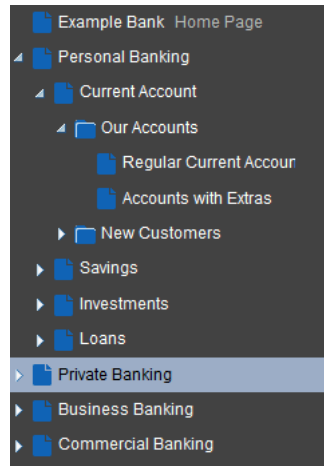 Example Bank Home Page
Personal Banking
Current Account
Our Accounts
Regular Current Accoun
Accounts with Extras
New Customers
Savings
Investments
Loans
Private Banking
Business Banking
Commercial Banking